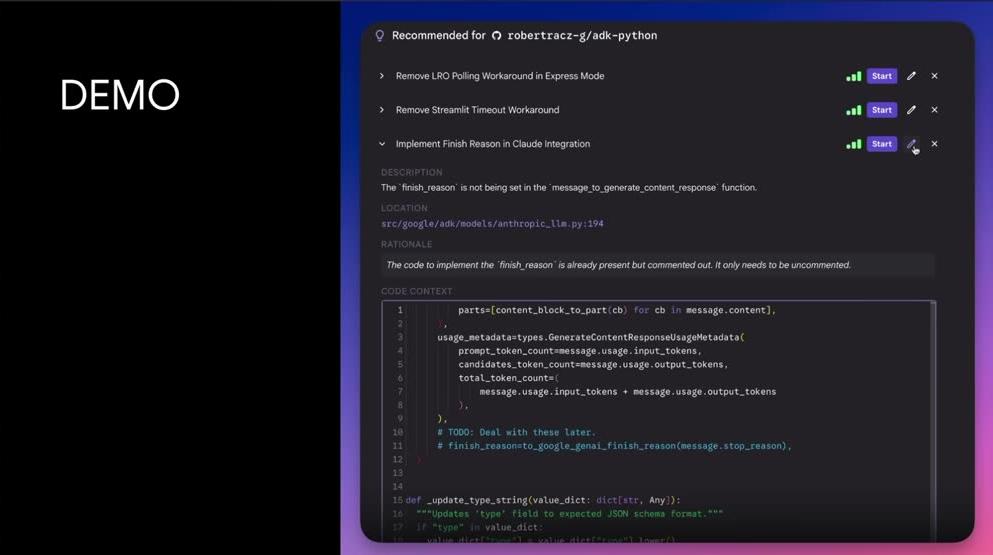 DEMO
Recommended for robertracz-g/adk-python
Remove LRO Polling Workaround in Express Mode Start
Remove Streamlit Timeout Workaround Start
Implement Finish Reason in Claude Integration Start
DESCRIPTION
The `finish_reason` is not being set in the `message_to_generate_content_response` function.
LOCATION
src/google/adk/models/anthropic_llm.py:194
RATIONALE
The code to implement the `finish_reason` is already present but commented out. It only needs to be uncommented.
CODE CONTEXT
1 parts=[content_block_to_part(cb) for cb in message.content],
2 ),
3 usage_metadata=types.GenerateContentResponseUsageMetadata(
4 prompt_token_count=message.usage.input_tokens,
5 candidates_token_count=message.usage.output_tokens,
6 total_token_count=(
7 message.usage.input_tokens + message.usage.output_tokens
8 ),
9 ),
10 # TODO: Deal with these later.
11 # finish_reason=to_google_genai_finish_reason(message.stop_reason),
12 )
13
14
15 def _update_type_string(value_dict: dict[str, Any]):
16 """Updates 'type' field to expected JSON schema format."""
17 if "type" in value_dict:
18 value_dict["type"] = value_dict["type"].lower()